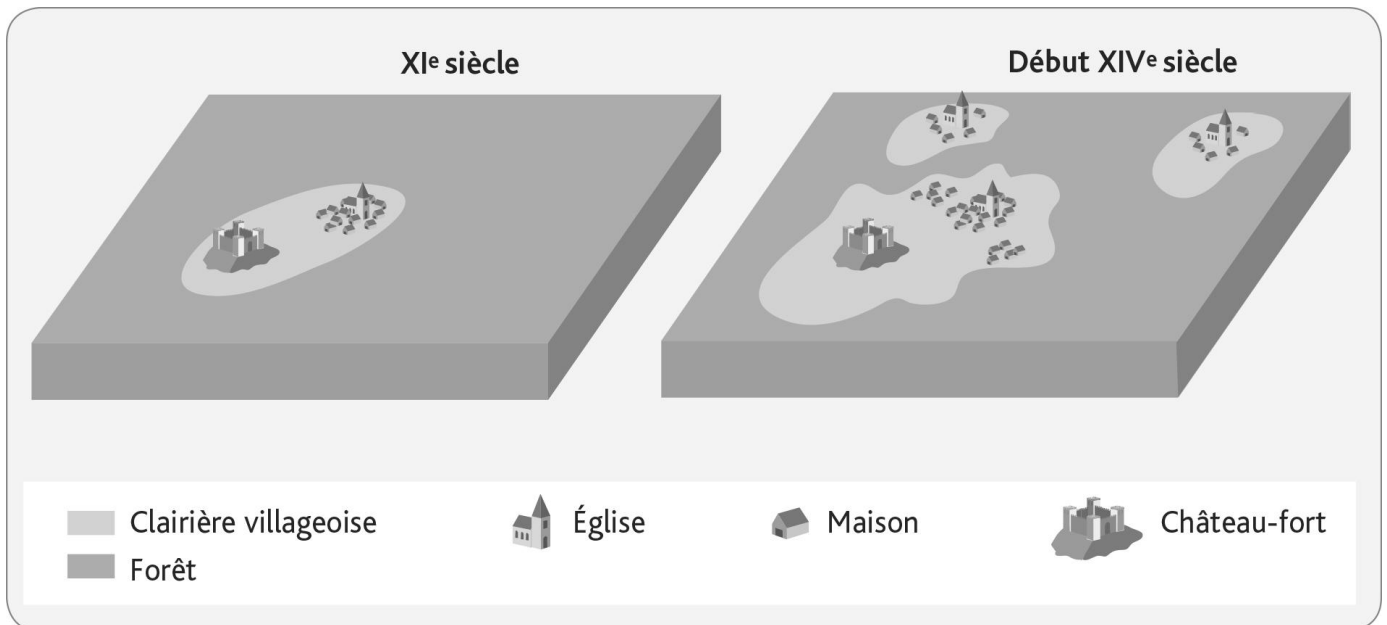 XIe siècle
Début XIVe siècle
Clairière villageoise
Église
Maison
Château-fort
Forêt